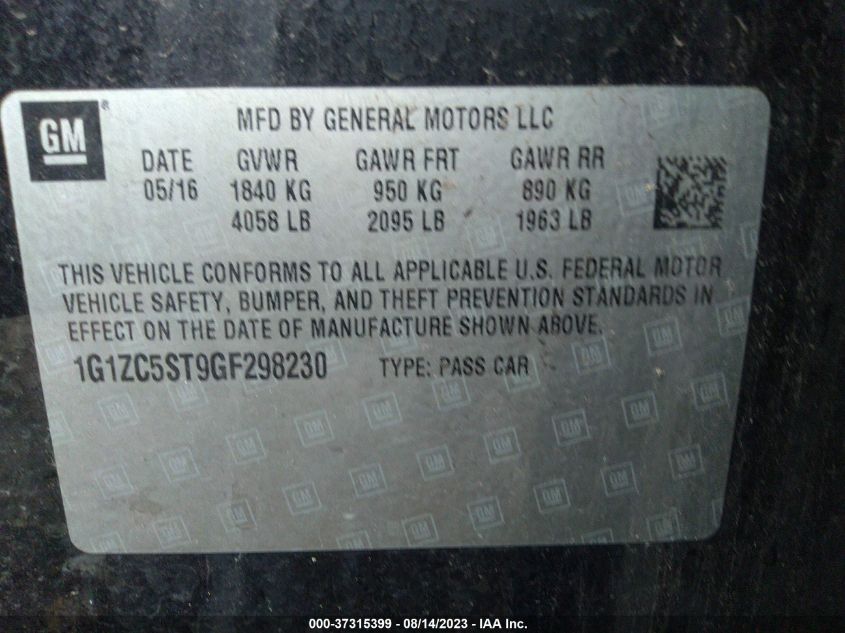 GM ® MFD BY GENERAL MOTORS LLC
DATE GVWR GAWR FRT GAWR RR
05/16 1840 KG 950 KG 890 KG
4058 LB 2095 LB 1963 LB
THIS VEHICLE CONFORMS TO ALL APPLICABLE U.S. FEDERAL MOTOR
VEHICLE SAFETY, BUMPER, AND THEFT PREVENTION STANDARDS IN
EFFECT ON THE DATE OF MANUFACTURE SHOWN ABOVE.
1G1ZC5ST9GF298230 TYPE: PASS CAR
000-37315399 - 08/14/2023 - IAA Inc.